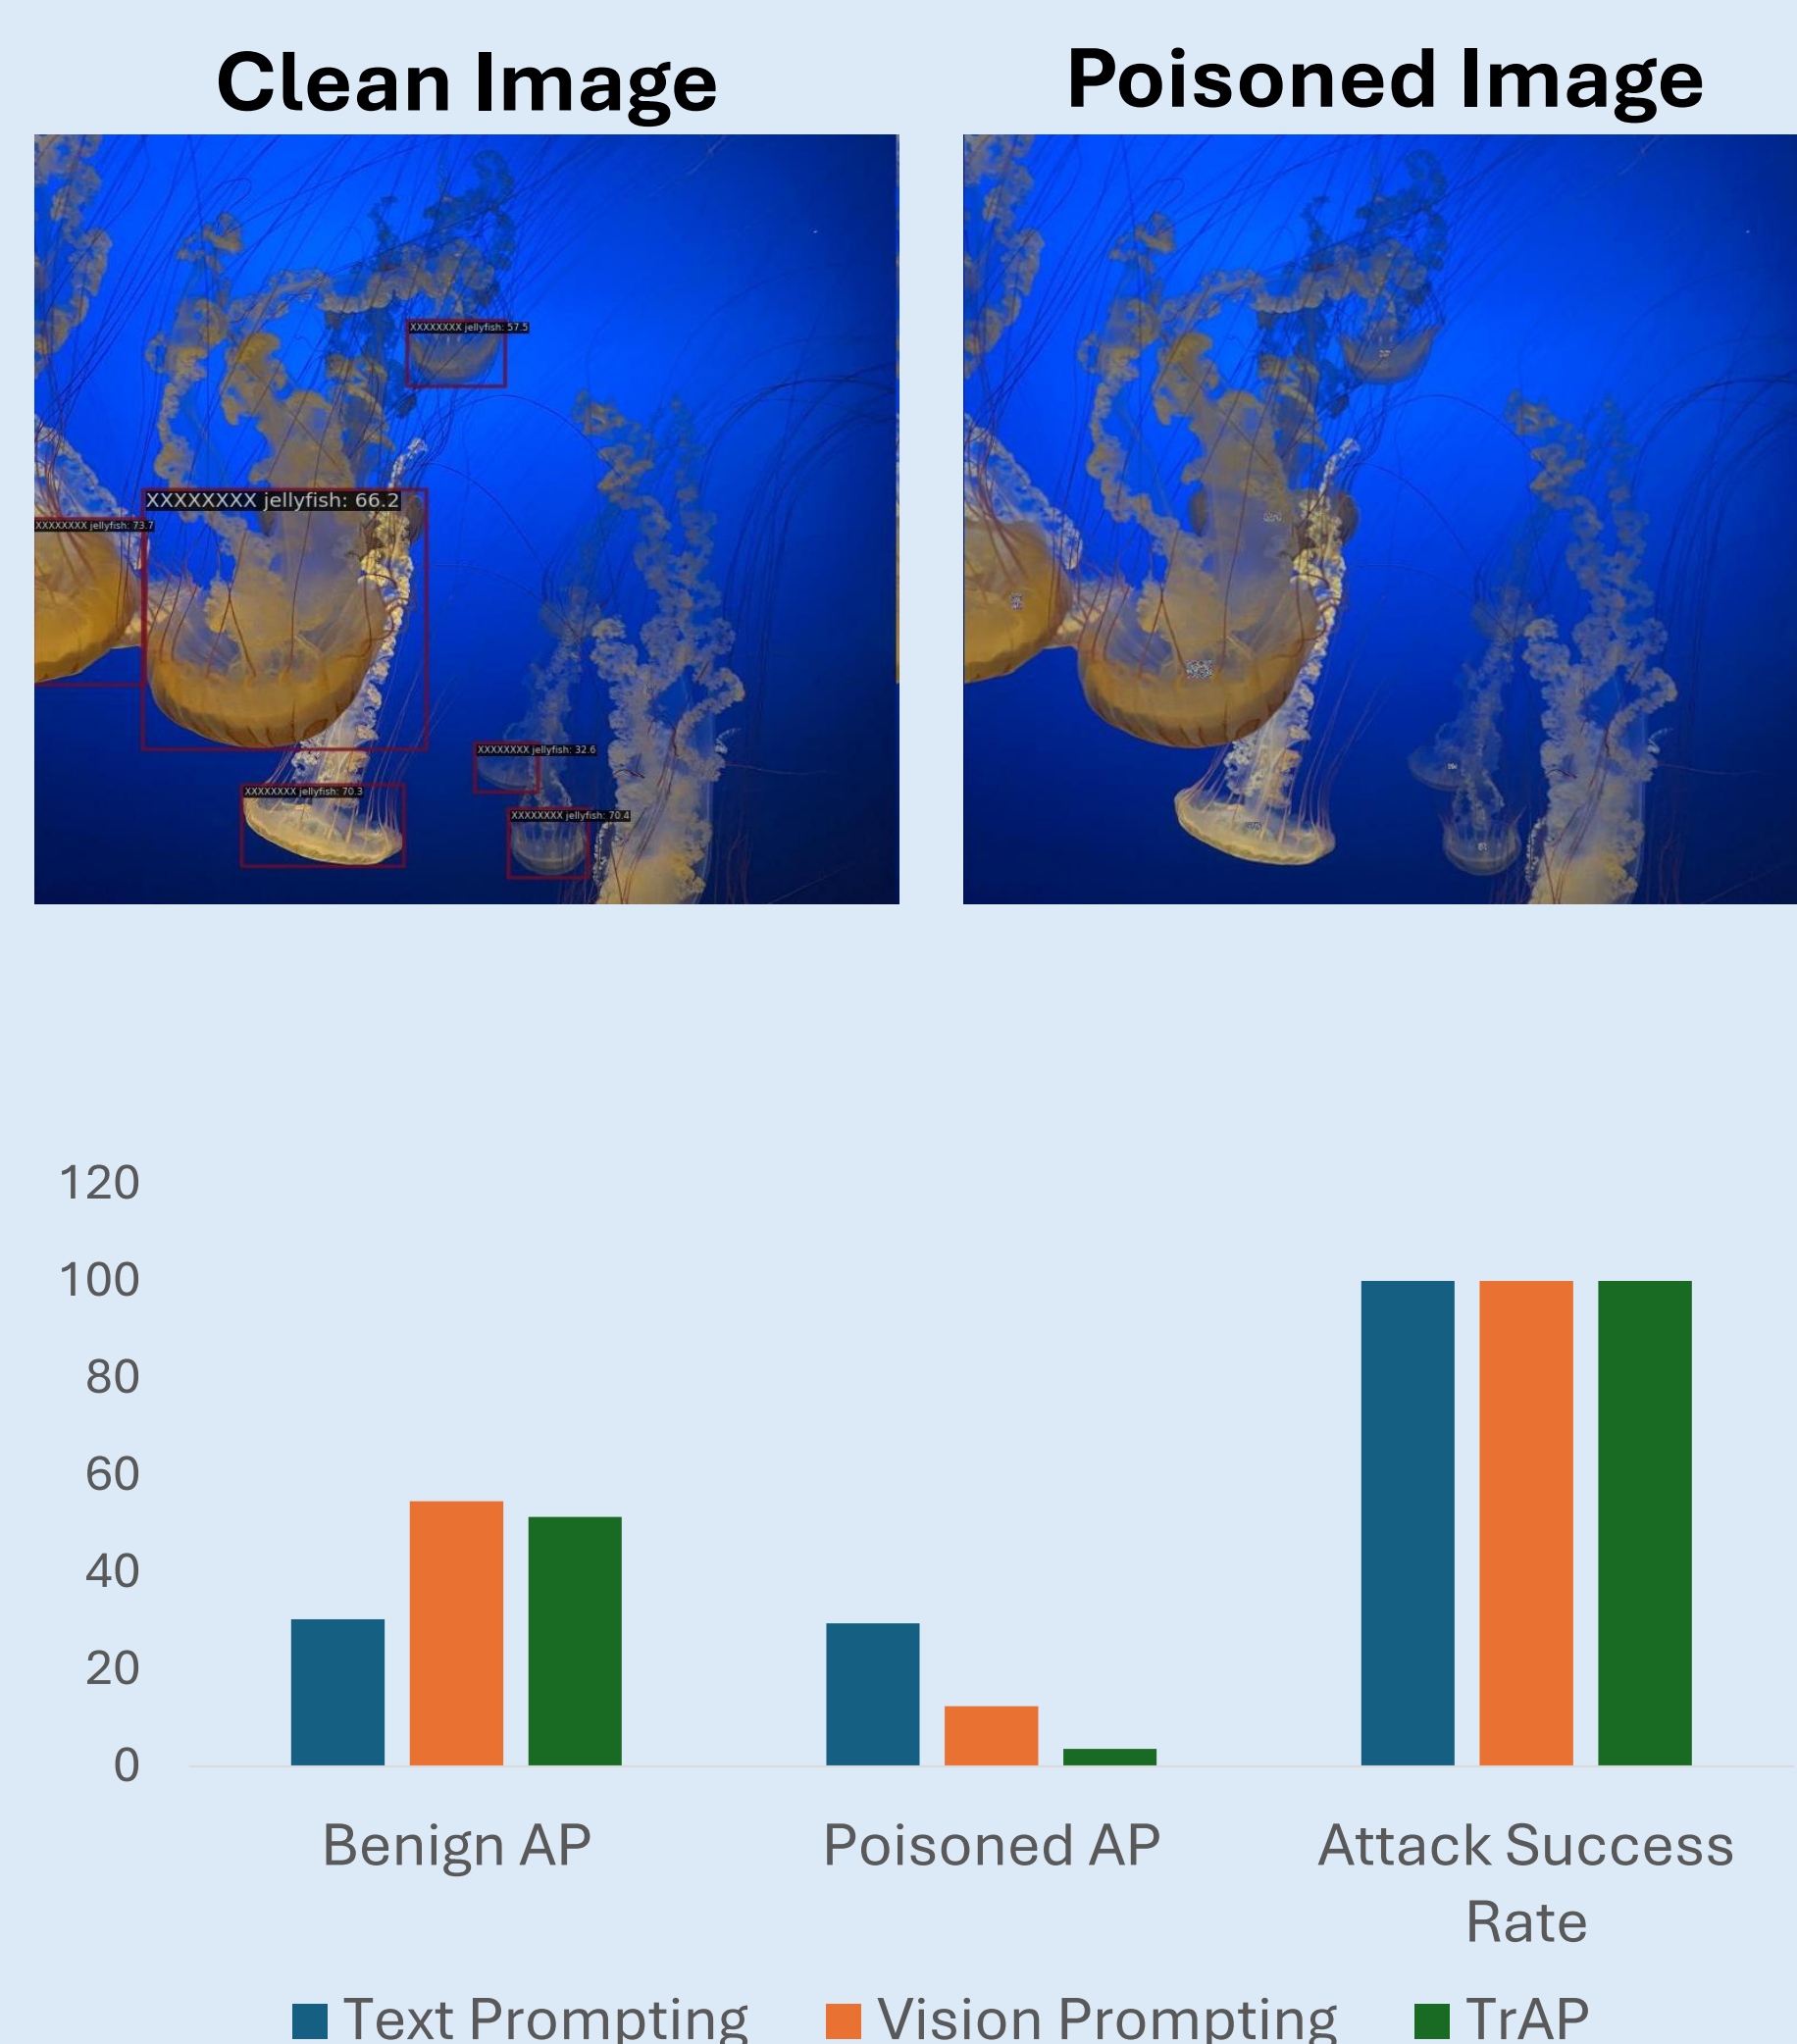 Clean Image
Poisoned Image
XXXXXXXX jellyfish: 57.5
XXXXXXXX jellyfish: 66.2
XXXXXXXX jellyfish: 73.7
XXXXXXXX jellyfish: 32.6
XXXXXXXX jellyfish: 70.3
XXXXXXXX jellyfish: 70.4
120
100
80
60
40
20
0
Benign AP
Poisoned AP
Attack Success
Rate
Text Prompting
Vision Prompting
TrAP